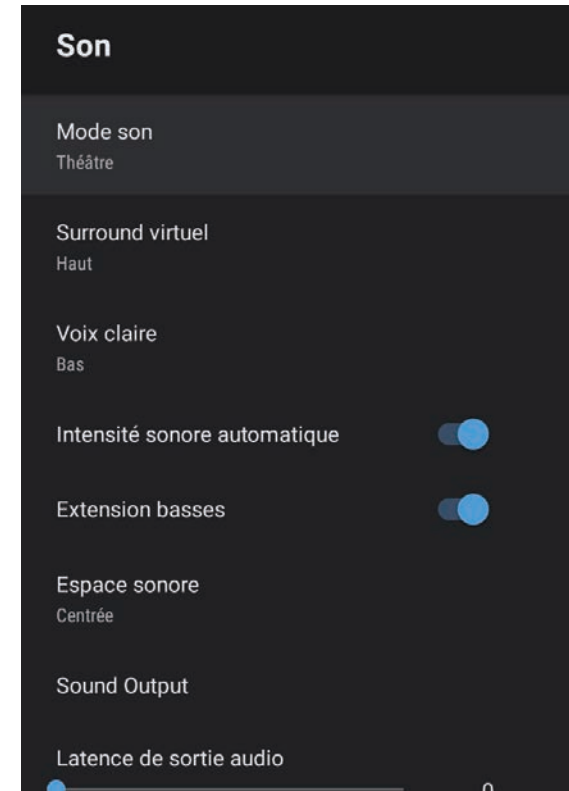 Son
Mode son
Théâtre
Surround virtuel
Haut
Voix claire
Bas
Intensité sonore automatique
Extension basses
Espace sonore
Centrée
Sound Output
Latence de sortie audio
0